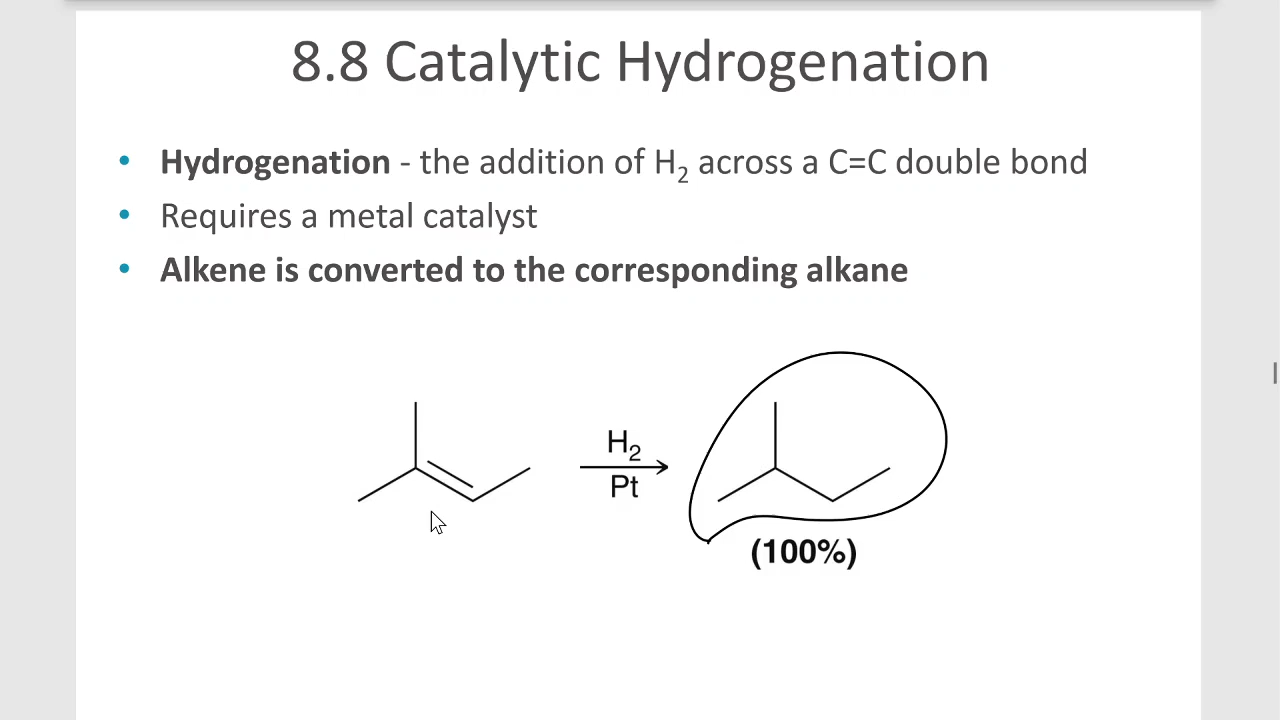 8.8 Catalytic Hydrogenation
• Hydrogenation - the addition of H₂ across a C=C double bond
• Requires a metal catalyst
• Alkene is converted to the corresponding alkane
H₂
Pt
(100%)